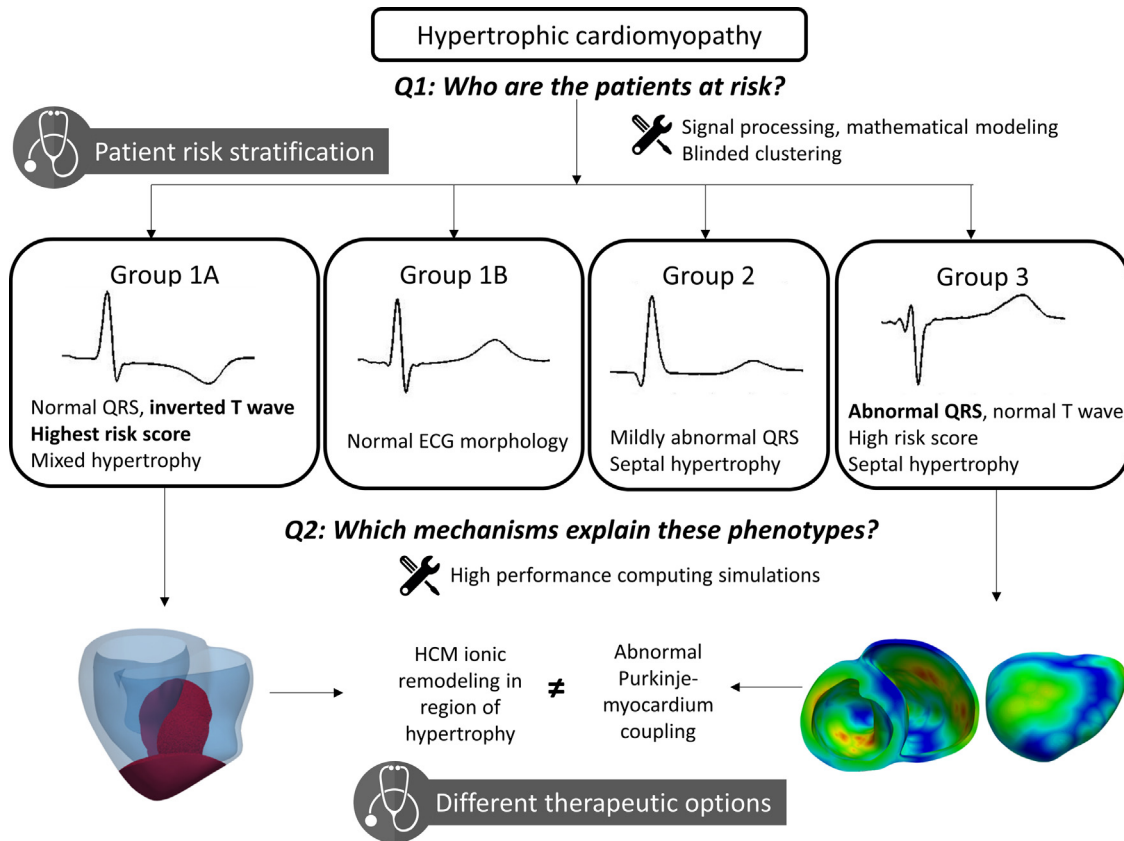 Hypertrophic cardiomyopathy
Q1: Who are the patients at risk?
Patient risk stratification
Signal processing, mathematical modeling
Blinded clustering
Group 1A
Normal QRS, inverted T wave
Highest risk score
Mixed hypertrophy
Group 1B
Normal ECG morphology
Group 2
Mildly abnormal QRS
Septal hypertrophy
Group 3
Abnormal QRS, normal T wave
High risk score
Septal hypertrophy
Q2: Which mechanisms explain these phenotypes?
High performance computing simulations
HCM ionic
remodeling in
region of
hypertrophy
≠
Abnormal
Purkinje-
myocardium
coupling
Different therapeutic options